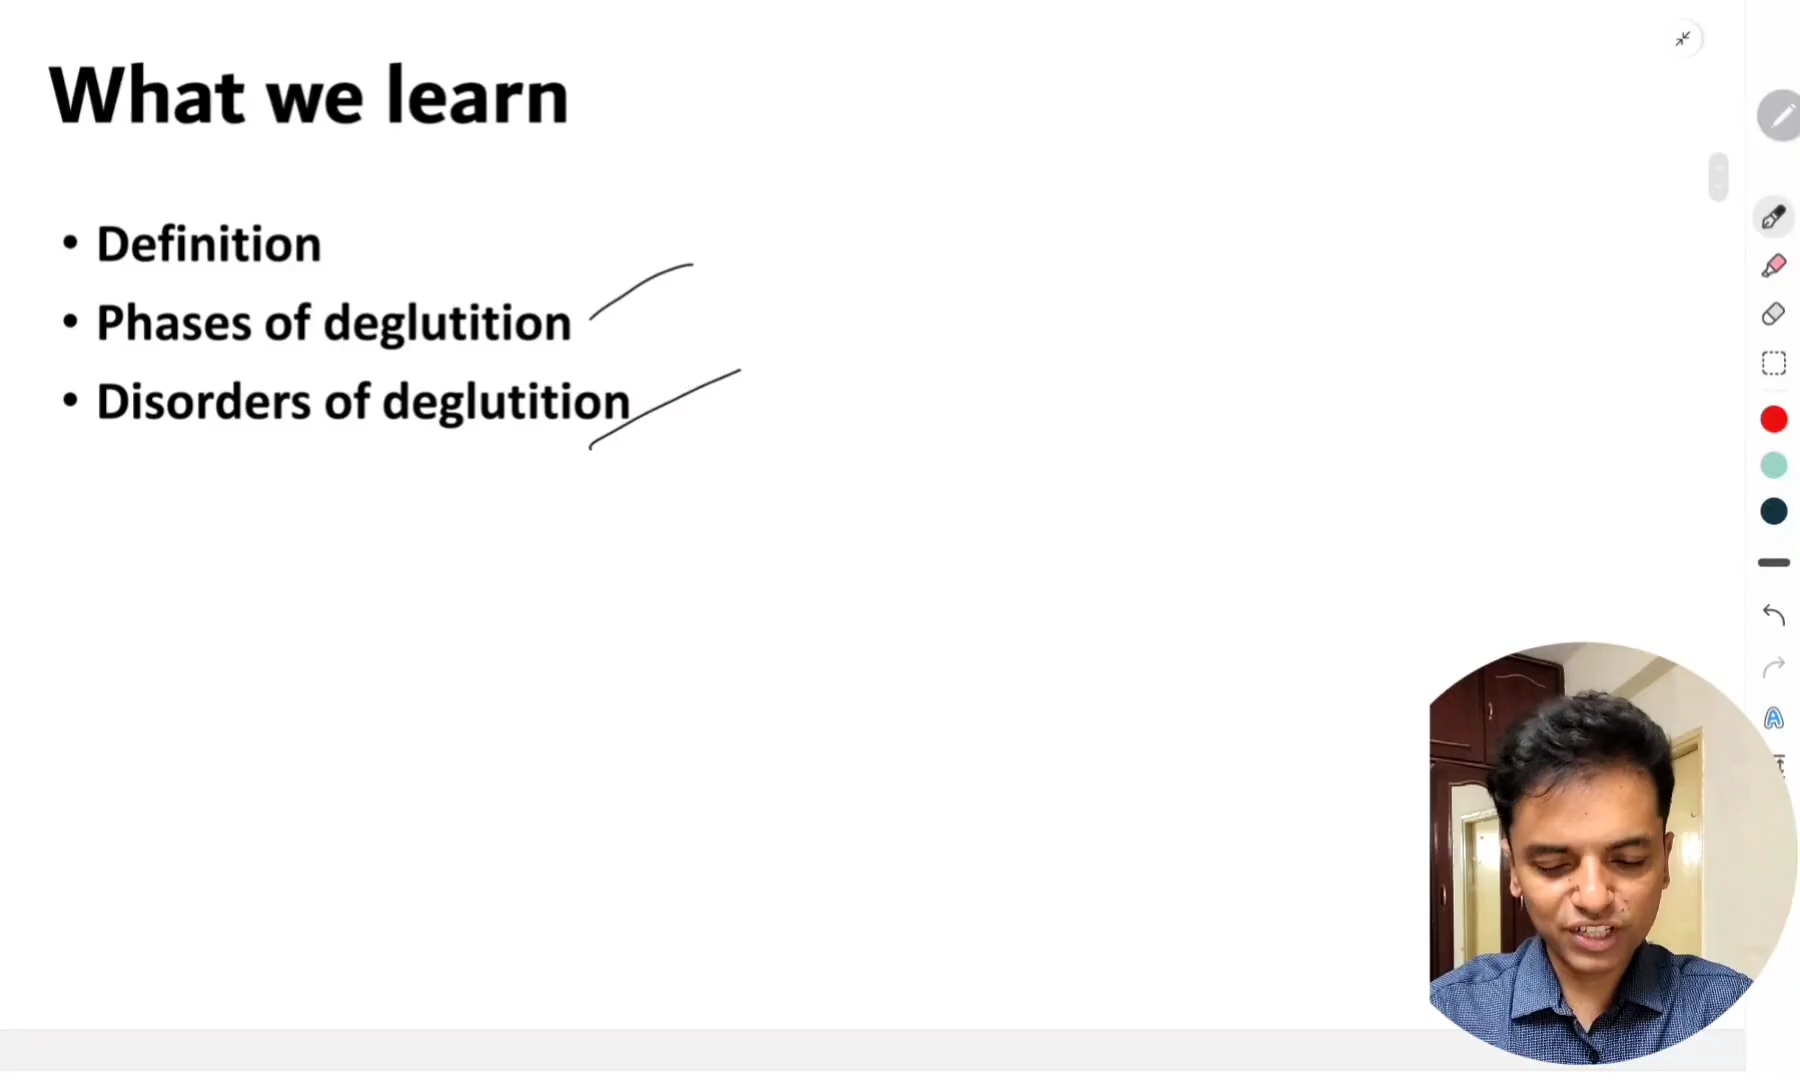 What we learn
• Definition
• Phases of deglutition
• Disorders of deglutition
A